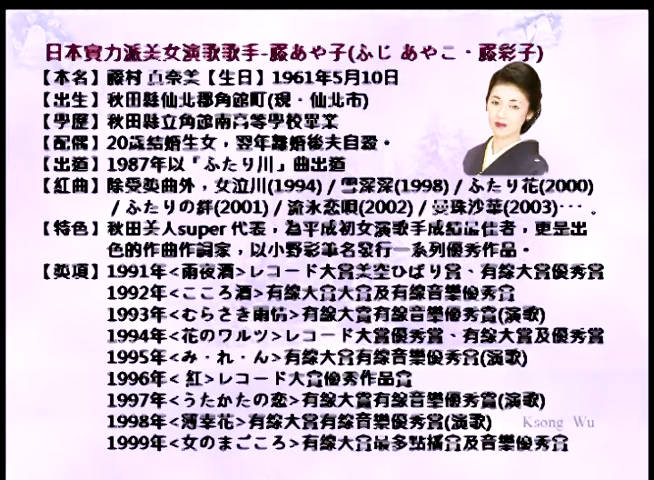 日本實力派美女演歌歌手-藤あや子(ふじ あやこ・藤彩子)
【本名】藤村 真奈美【生日】1961年5月10日
【出生】秋田縣仙北郡角館町(現・仙北市)
【學歷】秋田縣立角館南高等學校畢業
【配偶】20歲結婚生女，翌年離婚後夫自殺。
【出道】1987年以「ふたり川」曲出道
【紅曲】除受獎曲外，女泣川(1994) / 雪深深(1998) / ふたり花(2000)
/ ふたりの絆(2001) / 流氷恋唄(2002) / 曼珠沙華(2003)…。
【特色】秋田美人super 代表，為平成初女演歌手成績最佳者，更是出
色的作曲作詞家，以小野彩筆名發行一系列優秀作品。
【獎項】1991年<雨夜酒>レコード大賞美空ひばり賞、有線大賞優秀賞
1992年<こころ酒>有線大賞大賞及有線音樂優秀賞
1993年<むらさき雨情>有線大賞有線音樂優秀賞(演歌)
1994年<花のワルツ>レコード大賞優秀賞、有線大賞及優秀賞
1995年<み・れ・ん>有線大賞有線音樂優秀賞(演歌)
1996年< 紅>レコード大賞優秀作品賞
1997年<うたかたの恋>有線大賞有線音樂優秀賞(演歌)
1998年<薄幸花>有線大賞有線音樂優秀賞(演歌)
Ksong Wu
1999年<女のまごころ>有線大賞最多點播賞及音樂優秀賞